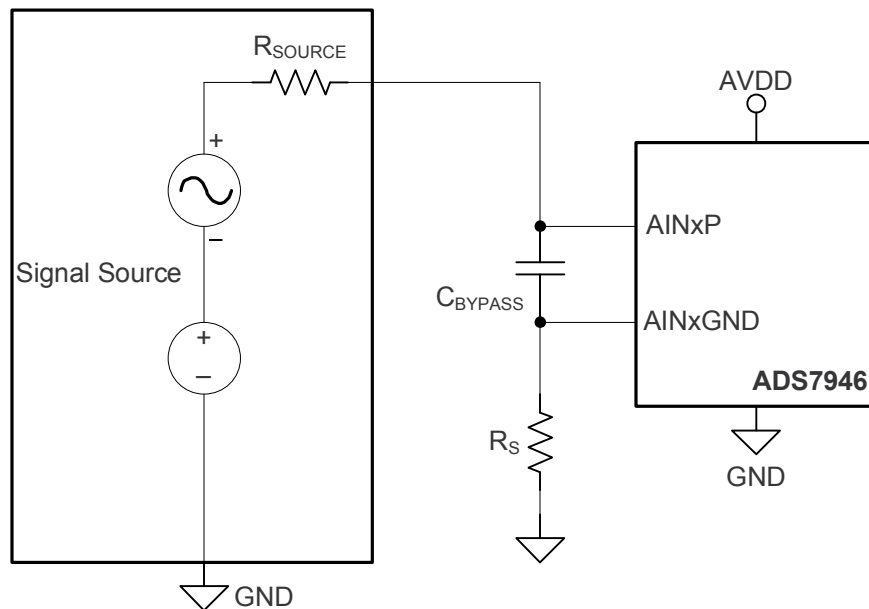 RSOURCE
AVDD
+
AINxP
−
Signal Source
CBYPASS
+
AINxGND
−
ADS7946
RS
GND
GND